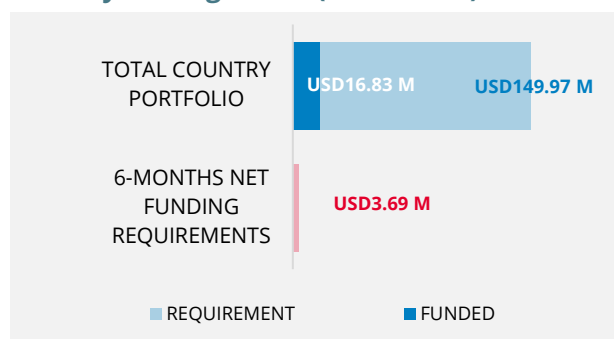 TOTAL COUNTRY
PORTFOLIO
USD16.83 M
USD149.97 M
6-MONTHS NET
FUNDING
REQUIREMENTS
USD3.69 M
REQUIREMENT
FUNDED